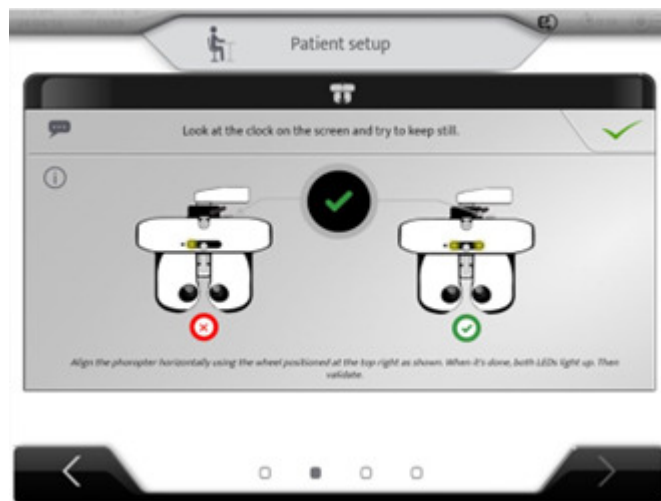 Patient setup
Look at the clock on the screen and try to keep still.
Align the phoropter horizontally using the wheel positioned at the top right as shown. When it's done, both LEDs light up. Then
validate.